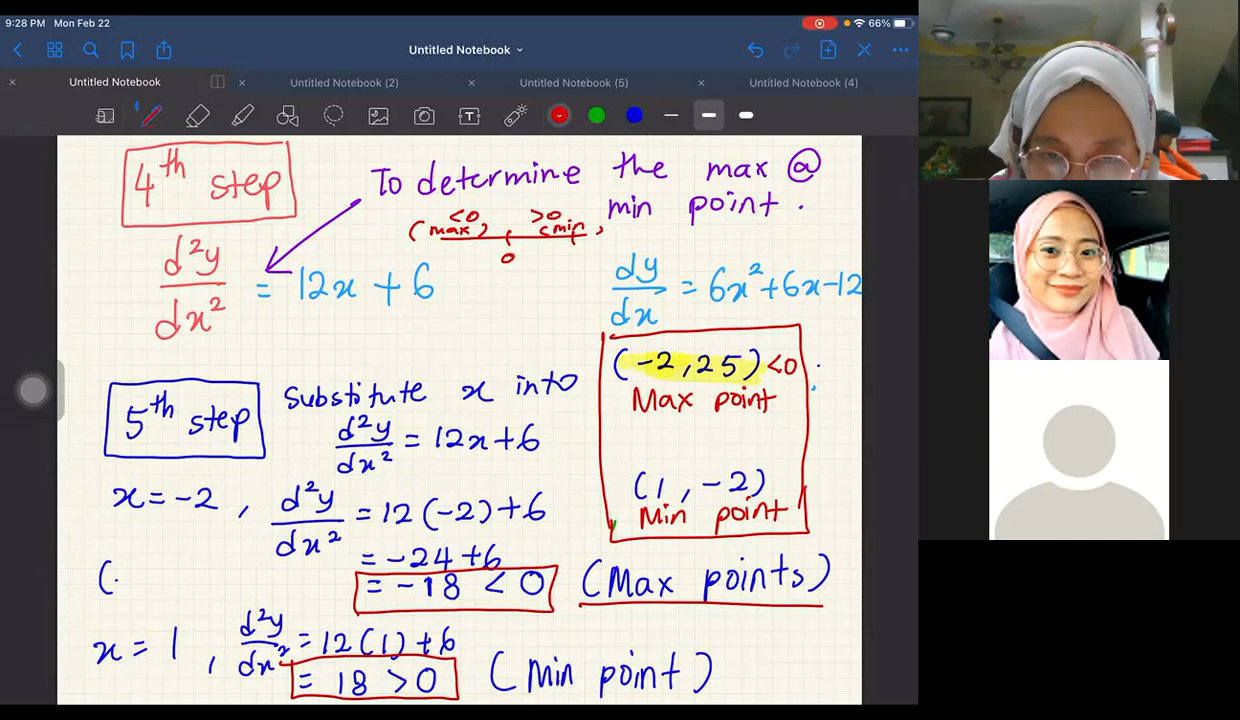 9:28 PM Mon Feb 22
66%
Untitled Notebook
Untitled Notebook
Untitled Notebook (2)
Untitled Notebook (5)
Untitled Notebook (4)
4th step
To determine the max @
min point.
<0 >0
(max) (min)
0
d²y/dx² = 12x + 6
dy/dx = 6x² + 6x - 12
(-2, 25) <0
Max point
(1, -2)
Min point
5th step
Substitute x into
d²y/dx² = 12x + 6
x = -2, d²y/dx² = 12(-2) + 6
= -24 + 6
= -18 < 0 (Max points)
(
x = 1, d²y/dx² = 12(1) + 6
= 18 > 0 (Min point)